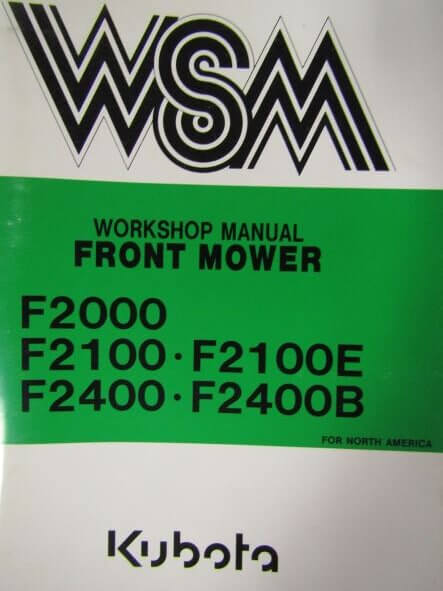 WSM
WORKSHOP MANUAL
FRONT MOWER
F2000
F2100・F2100E
F2400・F2400B
FOR NORTH AMERICA
Kubota